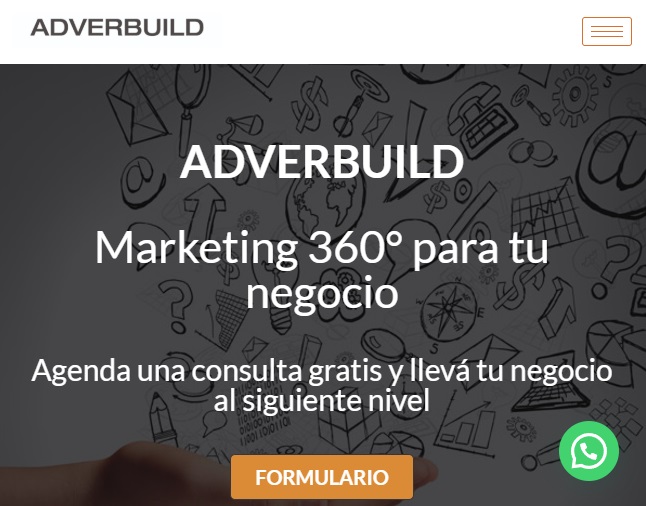 ADVERBUILD
ADVERBUILD
Marketing 360° para tu
negocio
Agenda una consulta gratis y llevá tu negocio
al siguiente nivel
FORMULARIO